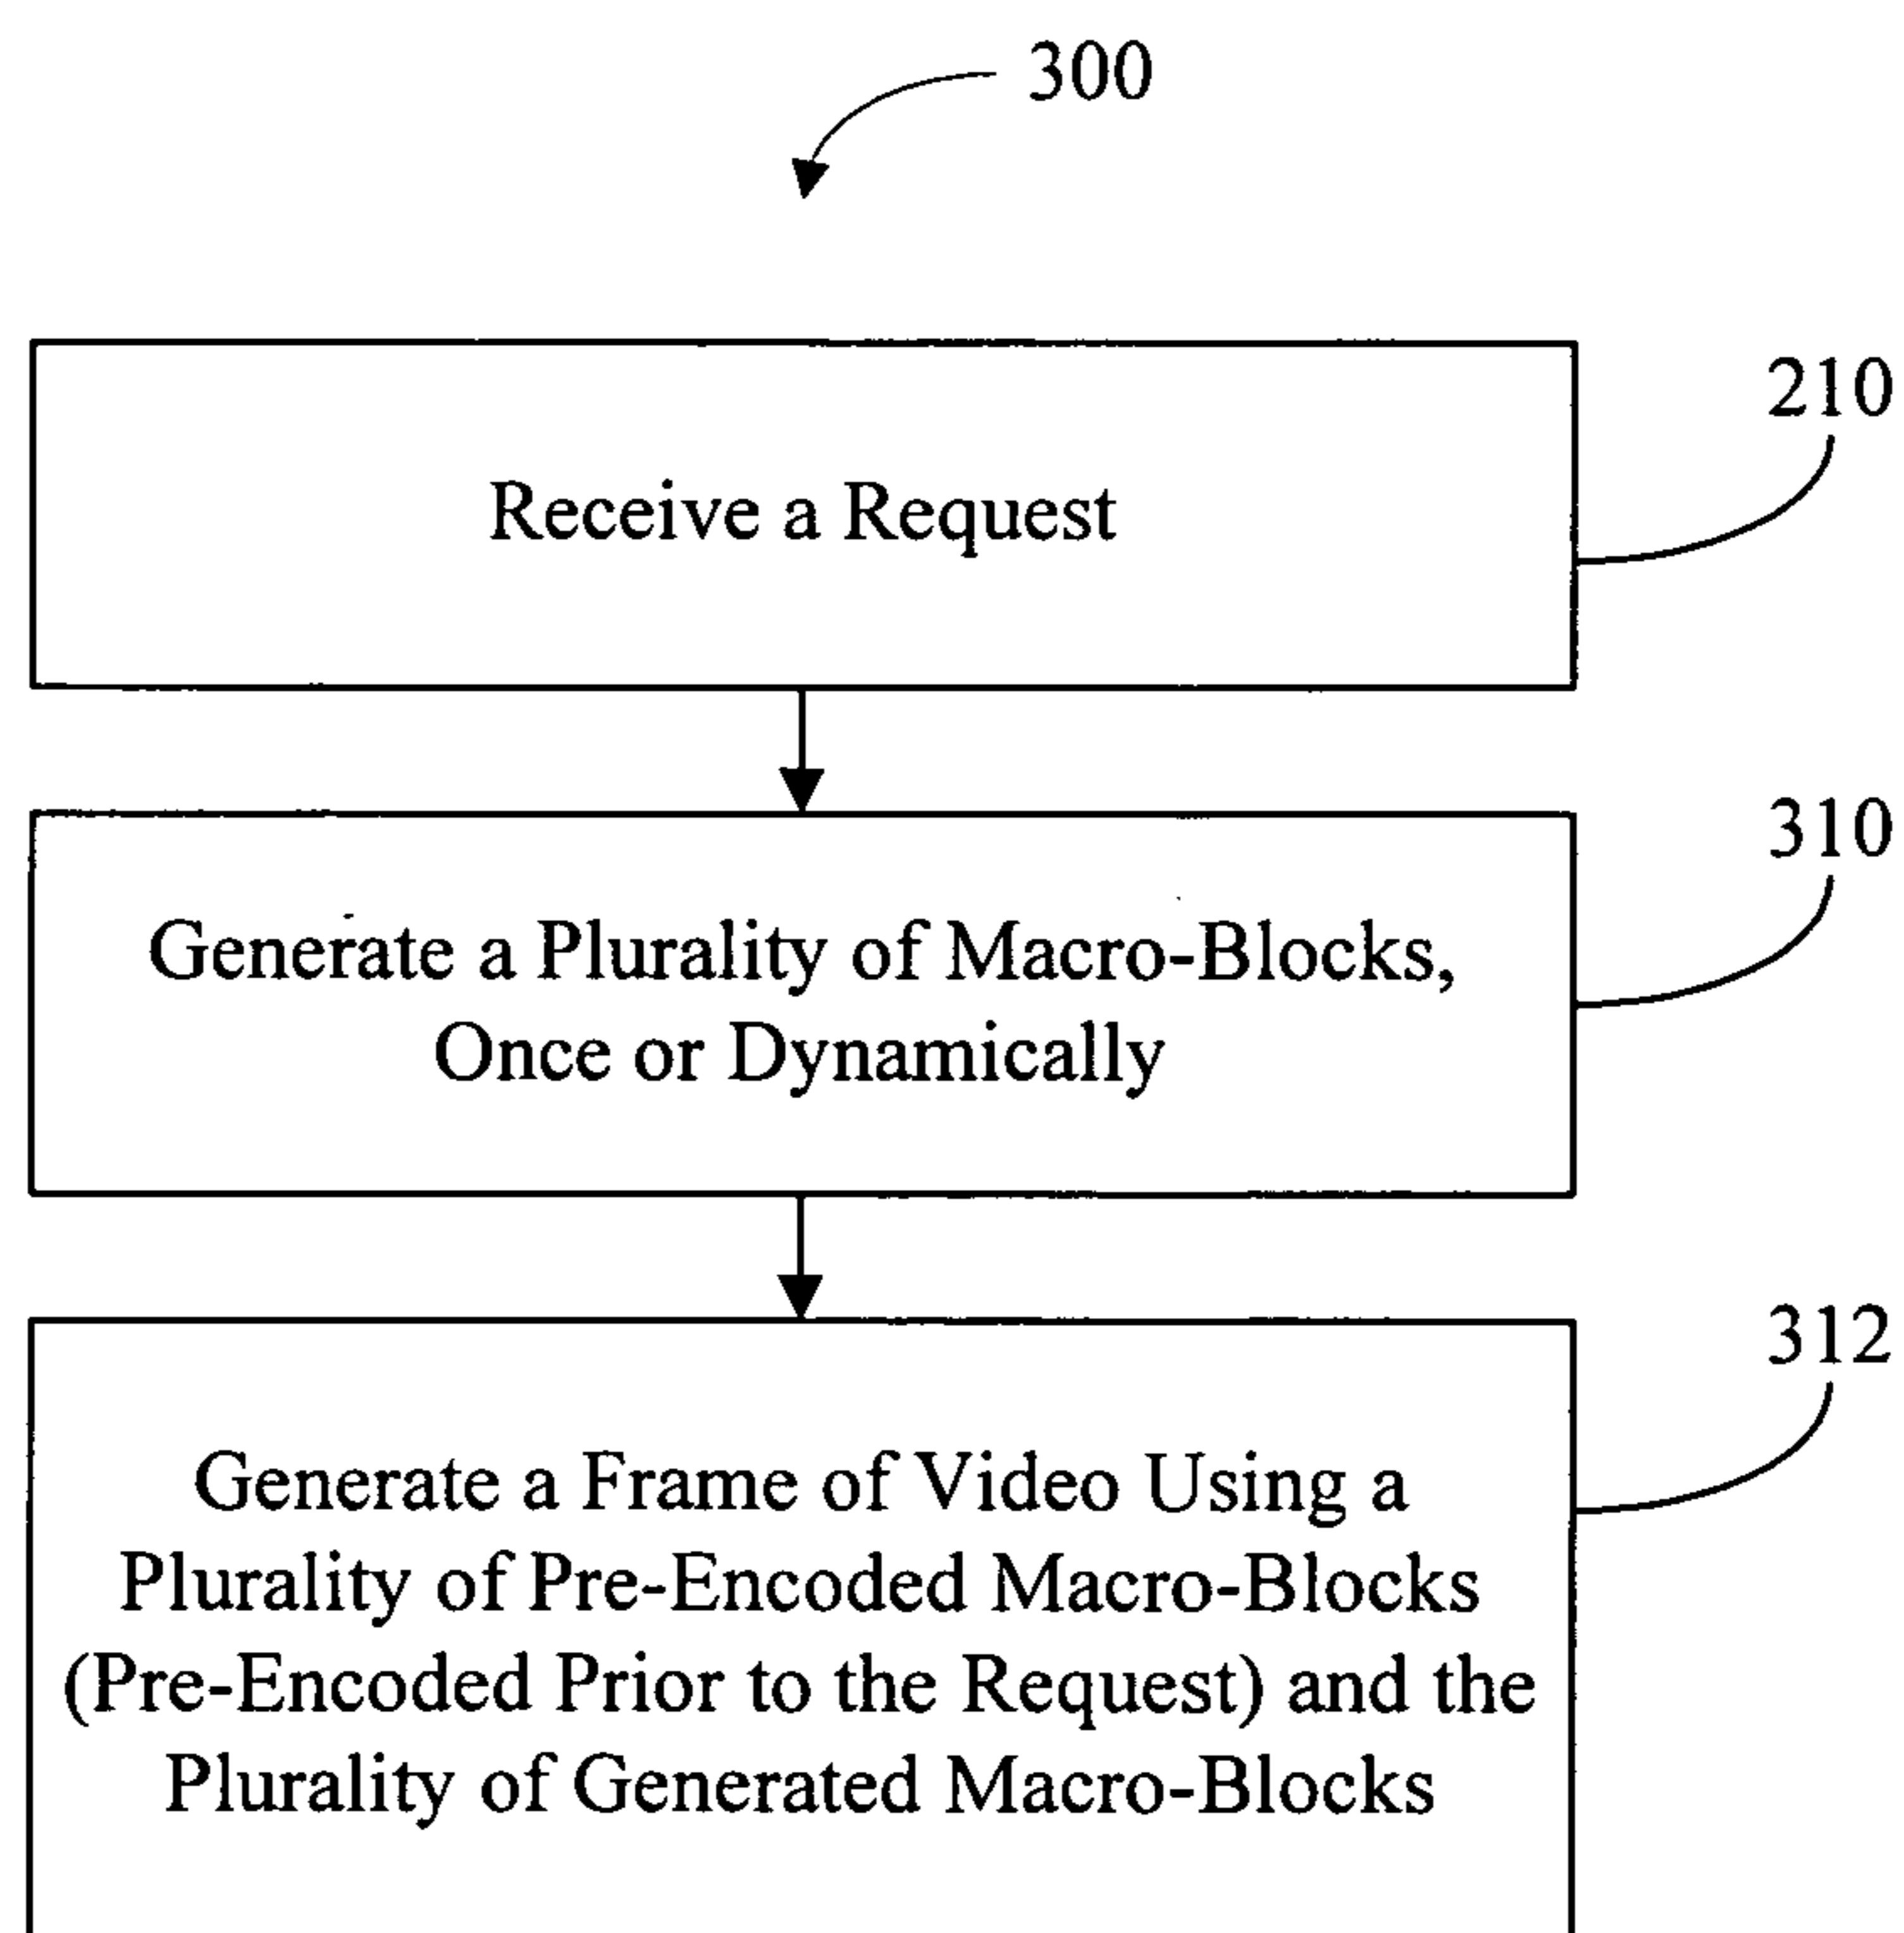 300
210
Receive a Request
310
Generate a Plurality of Macro-Blocks,
Once or Dynamically
312
Generate a Frame of Video Using a
Plurality of Pre-Encoded Macro-Blocks
(Pre-Encoded Prior to the Request) and the
Plurality of Generated Macro-Blocks